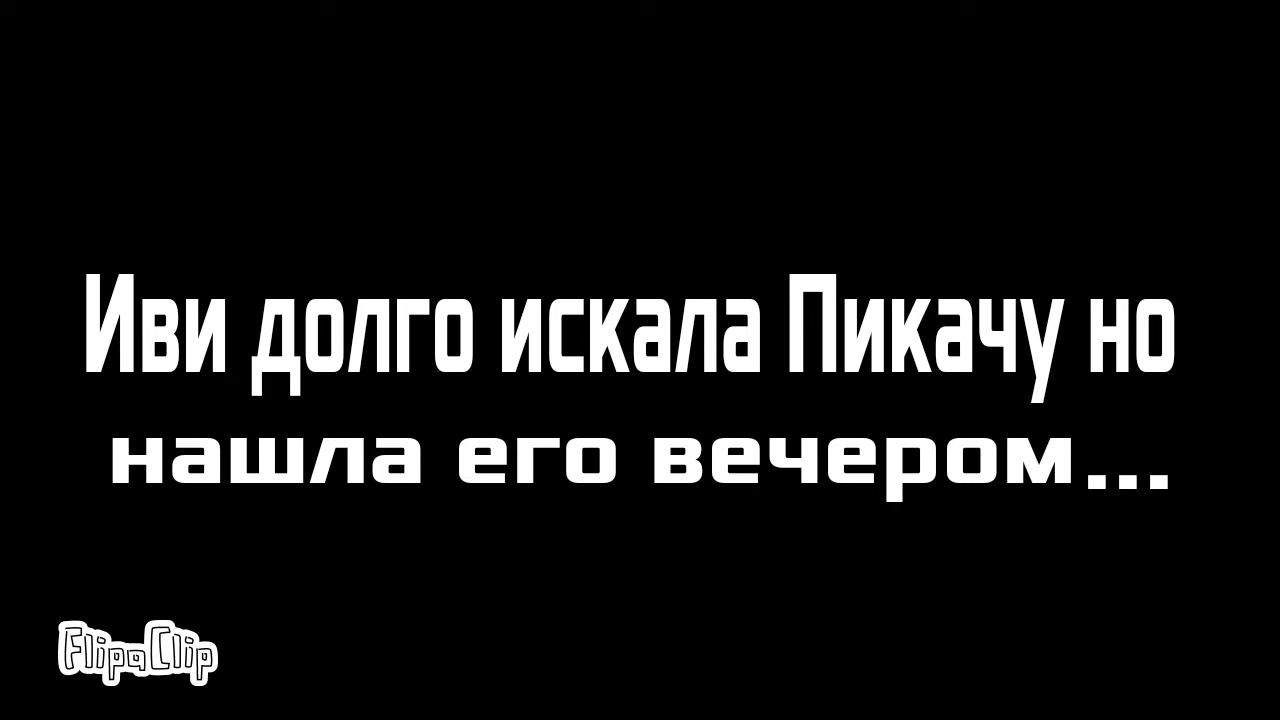 Иви долго искала Пикачу но
нашла его вечером...
FlipaClip